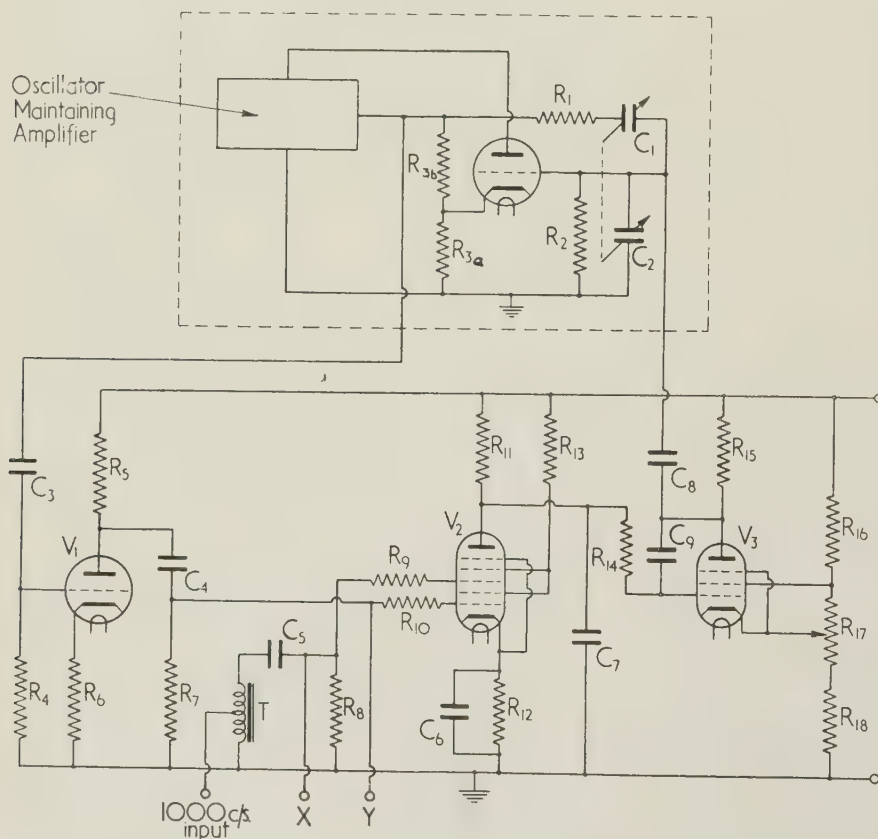 Oscillator
Maintaining
Amplifier
R1
C1
R3b
R2
C2
R3a
C3
R5
V1
C4
R4
R6
R7
R9
R10
C5
T
R8
R11
R13
V2
C6
R12
R14
C7
C8
R15
C9
V3
R16
R17
R18
1000 c/s.
input
X
Y